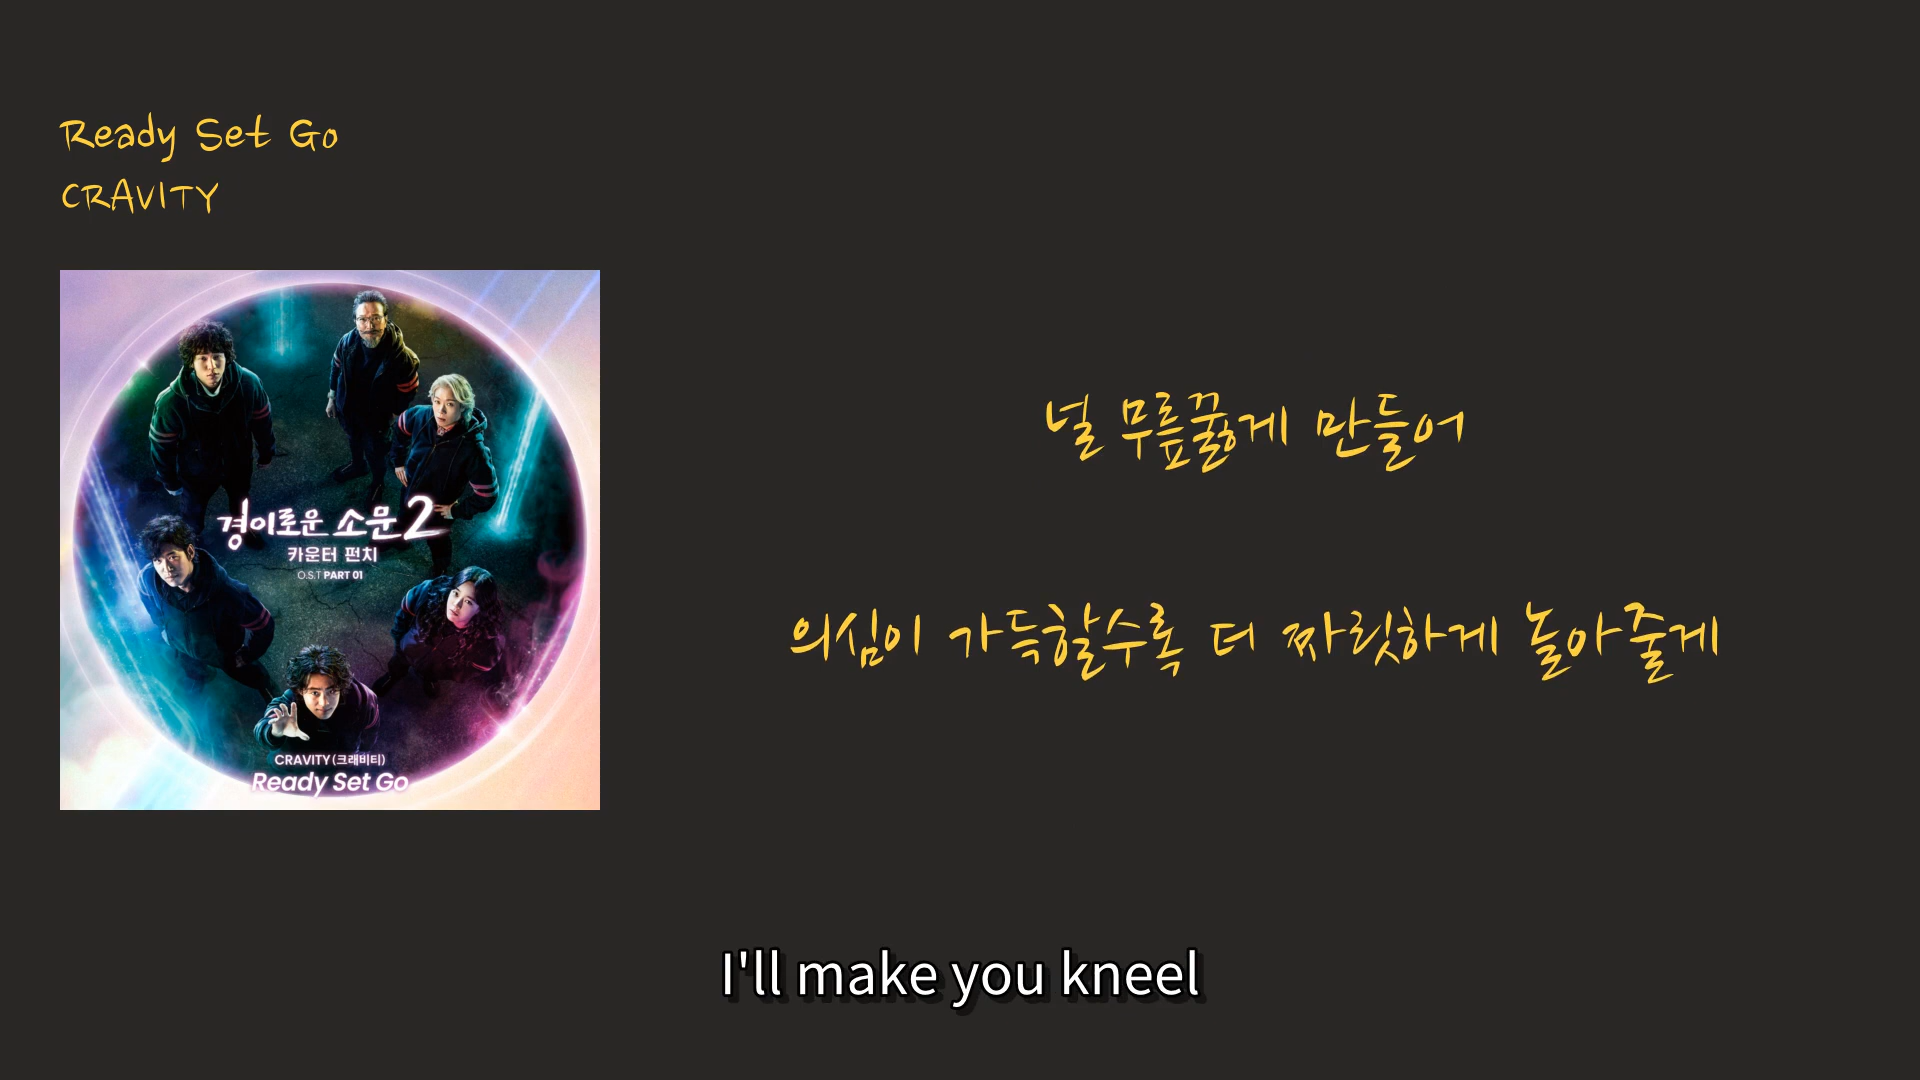 Ready Set Go
CRAVITY
경이로운 소문2
카운터 펀치
O.S.T PART 01
CRAVITY(크래비티)
Ready Set Go
널 무릎꿇게 만들어
의심이 가득할수록 더 짜릿하게 놀아줄게
I'll make you kneel